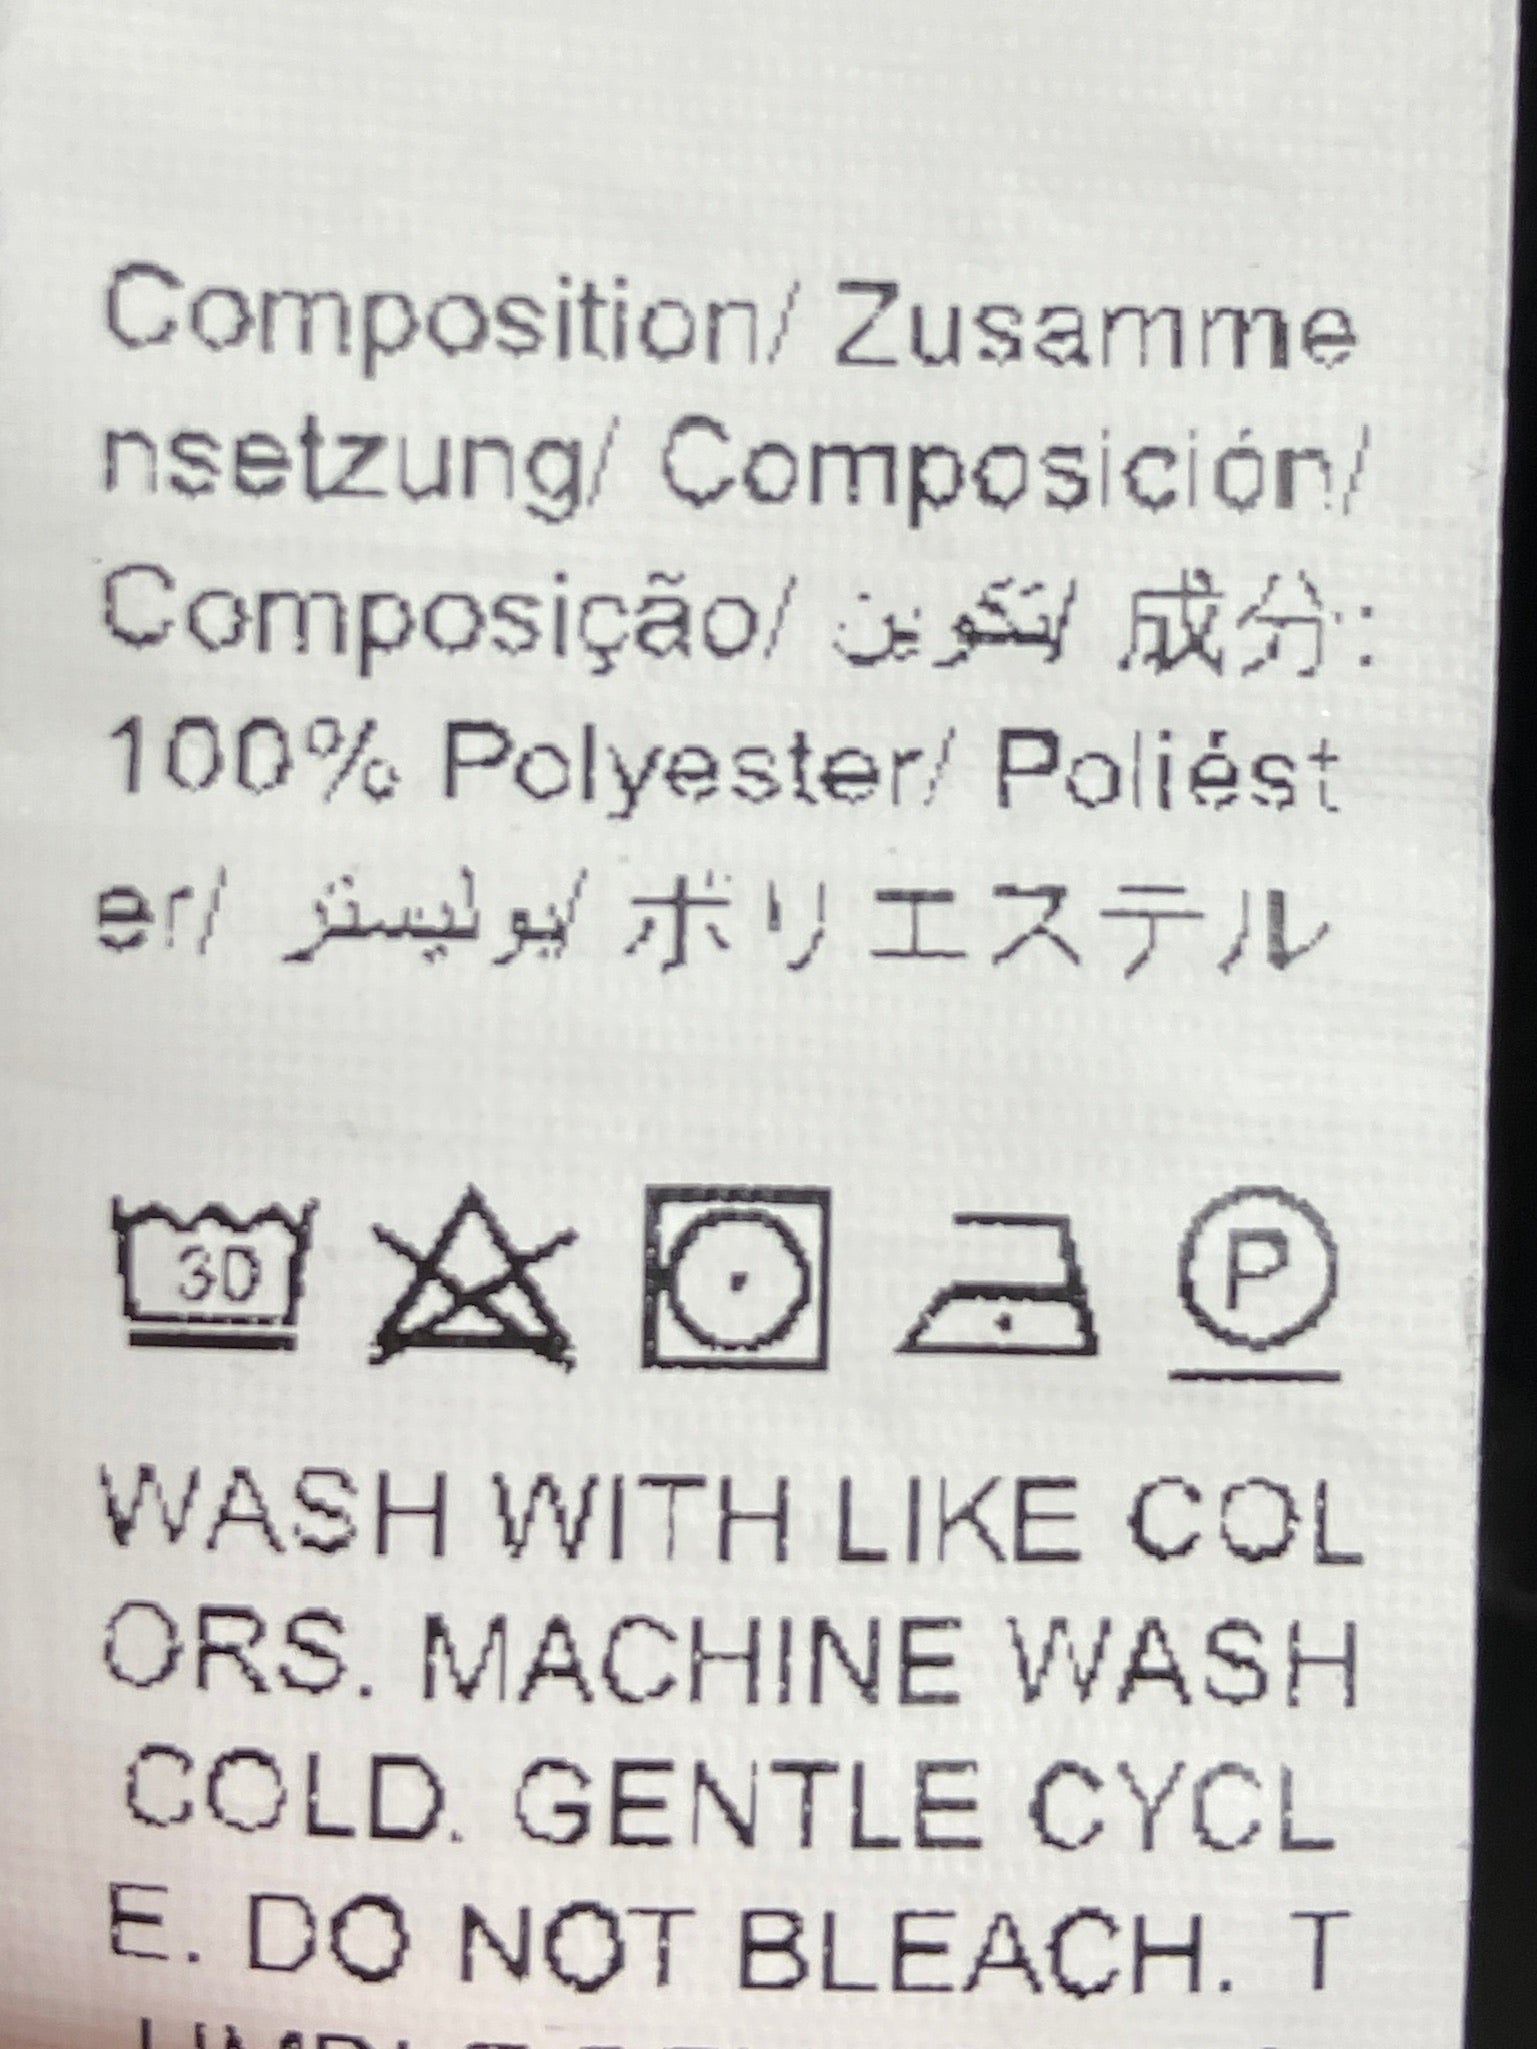 Composition/ Zusamme
nsetzung/ Composición/
Composição/ تكوين/ 成分:
100% Polyester/ Poliést
er/ بوليستر/ ポリエステル
30
P
WASH WITH LIKE COL
ORS. MACHINE WASH
COLD. GENTLE CYCL
E. DO NOT BLEACH. T